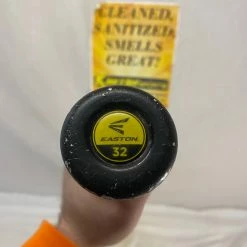 CLEANED,
SANITIZED,
SMELLS
GREAT!
EASTON
32